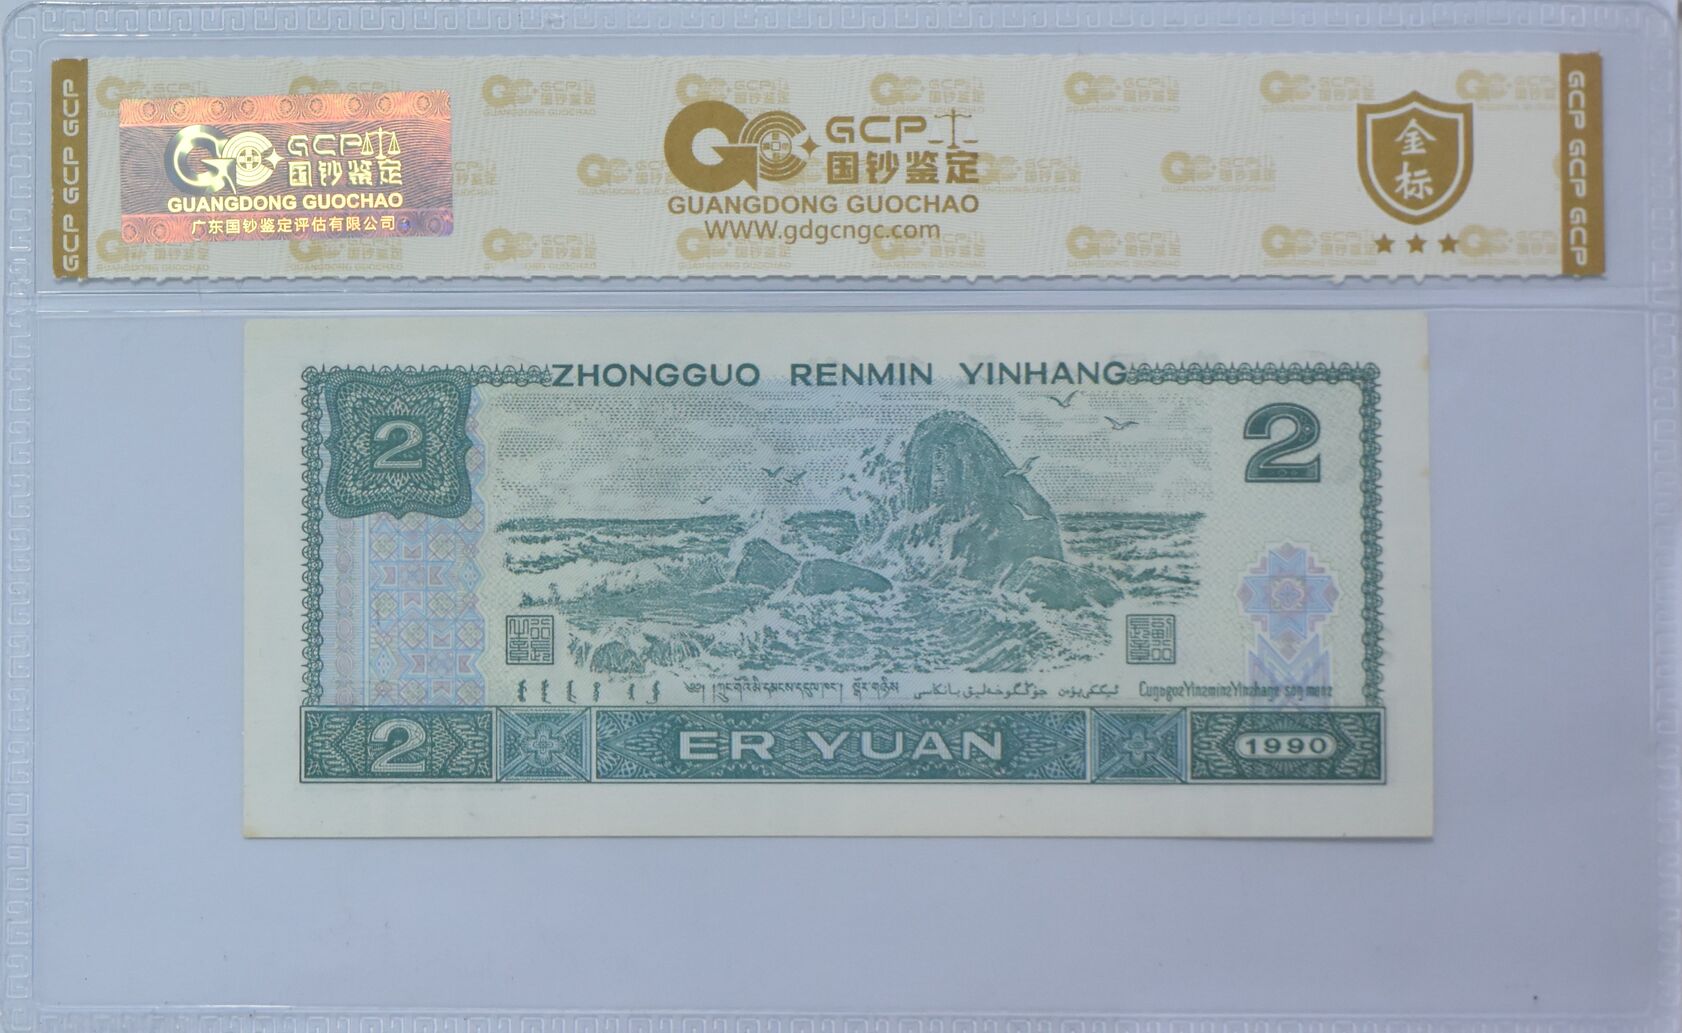 GCP GCP GCP
GCP
国钞鉴定
GUANGDONG GUOCHAO
广东国钞鉴定评估有限公司
GCP
国钞鉴定
GUANGDONG GUOCHAO
WWW.gdgcngc.com
金标
GCP GCP GCP
ZHONGGUO RENMIN YINHANG
2
2
2
ER YUAN
1990